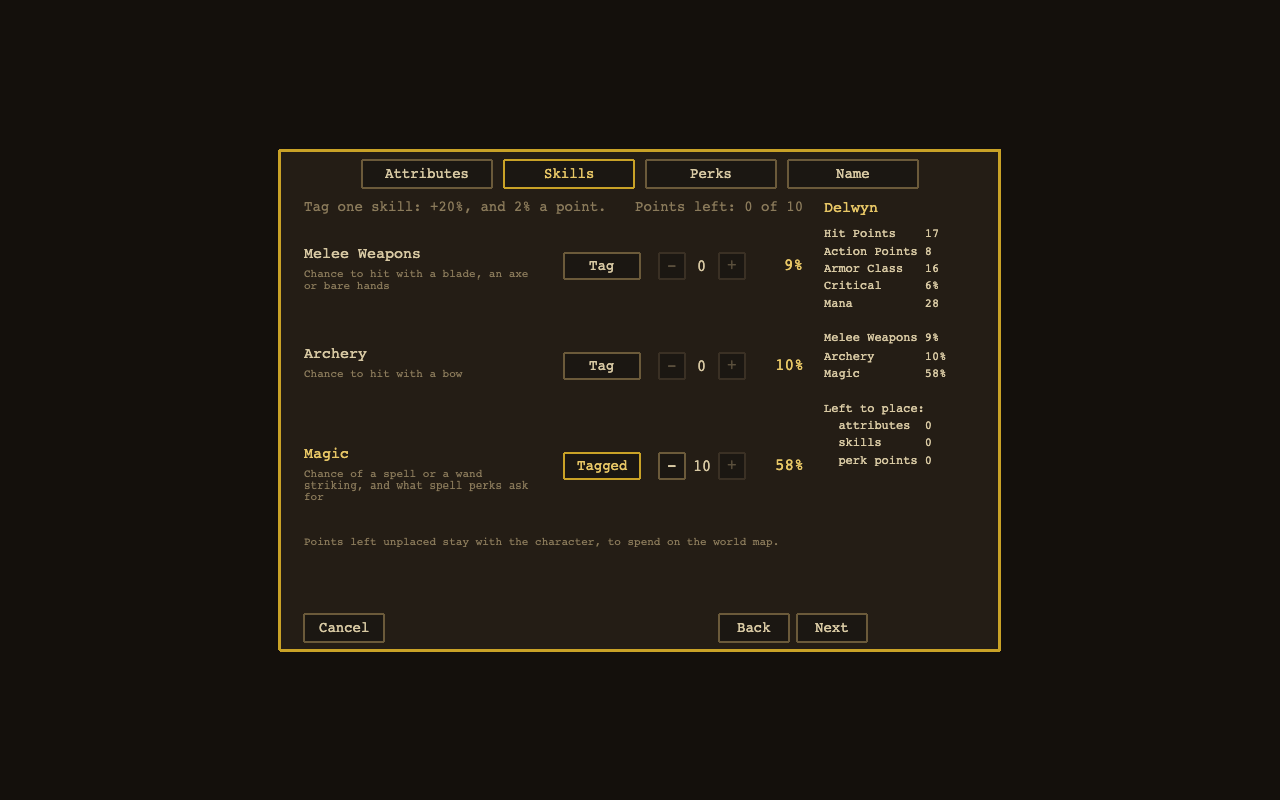 Attributes Skills Perks Name
Tag one skill: +20%, and 2% a point. Points left: 0 of 10
Melee Weapons
Chance to hit with a blade, an axe
or bare hands
Tag − 0 + 9%
Archery
Chance to hit with a bow
Tag − 0 + 10%
Magic
Chance of a spell or a wand
striking, and what spell perks ask
for
Tagged − 10 + 58%
Points left unplaced stay with the character, to spend on the world map.
Delwyn
Hit Points 17
Action Points 8
Armor Class 16
Critical 6%
Mana 28
Melee Weapons 9%
Archery 10%
Magic 58%
Left to place:
attributes 0
skills 0
perk points 0
Cancel Back Next